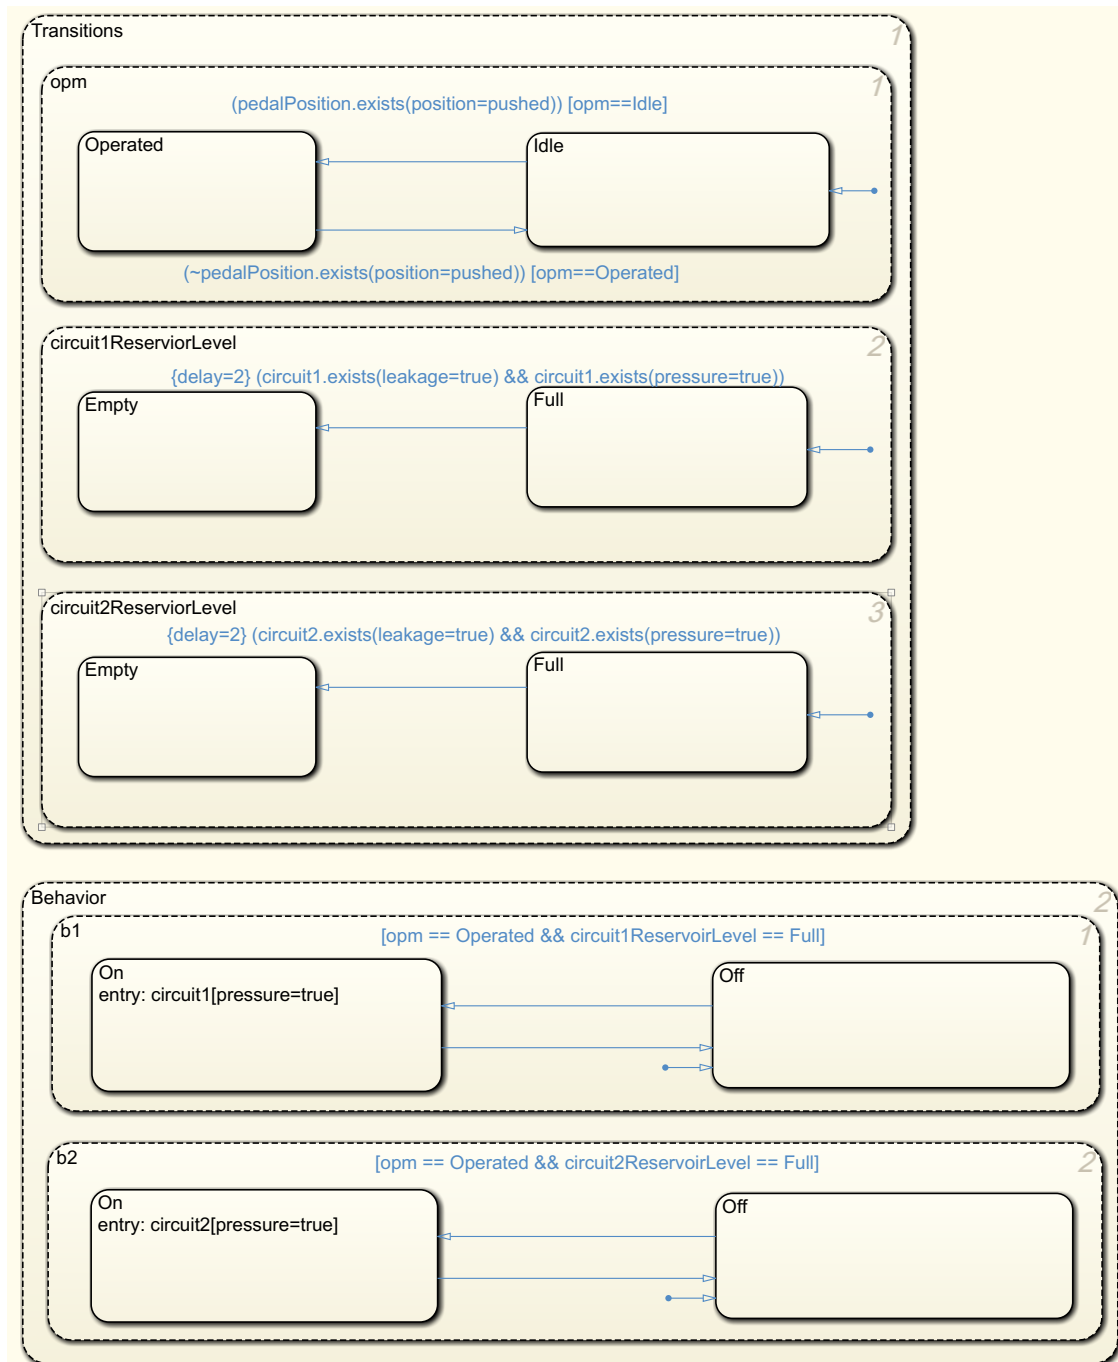 Transitions
1
opm
1
(pedalPosition.exists(position=pushed)) [opm==Idle]
Operated
Idle
(~pedalPosition.exists(position=pushed)) [opm==Operated]
circuit1ReserviorLevel
2
{delay=2} (circuit1.exists(leakage=true) && circuit1.exists(pressure=true))
Empty
Full
circuit2ReserviorLevel
3
{delay=2} (circuit2.exists(leakage=true) && circuit2.exists(pressure=true))
Empty
Full
Behavior
2
b1
1
[opm == Operated && circuit1ReservoirLevel == Full]
On
entry: circuit1[pressure=true]
Off
b2
2
[opm == Operated && circuit2ReservoirLevel == Full]
On
entry: circuit2[pressure=true]
Off